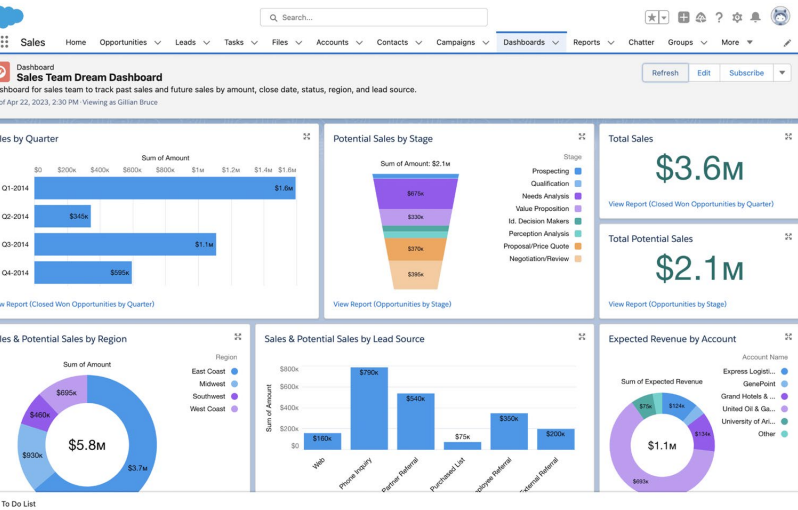 Search...
Sales Home Opportunities Leads Tasks Files Accounts Contacts Campaigns Dashboards Reports Chatter Groups More
Dashboard
Sales Team Dream Dashboard
shboard for sales team to track past sales and future sales by amount, close date, status, region, and lead source.
of Apr 22, 2023, 2:30 PM·Viewing as Gillian Bruce
Refresh Edit Subscribe
les by Quarter
Sum of Amount
$0 $200K $400K $600K $800K $1M $1.2M $1.4M $1.6M
Q1-2014 $1.6M
Q2-2014 $345K
Q3-2014 $1.1M
Q4-2014 $595K
w Report (Closed Won Opportunities by Quarter)
Potential Sales by Stage
Sum of Amount: $2.1M
Stage
Prospecting
Qualification
Needs Analysis
Value Proposition
Id. Decision Makers
Perception Analysis
Proposal/Price Quote
Negotiation/Review
$675K
$330K
$370K
$395K
View Report (Opportunities by Stage)
Total Sales
$3.6M
View Report (Closed Won Opportunities by Quarter)
Total Potential Sales
$2.1M
View Report (Opportunities by Stage)
les & Potential Sales by Region
Sum of Amount
Region
East Coast
Midwest
Southwest
West Coast
$695K
$460K
$930K
$3.7M
$5.8M
Sales & Potential Sales by Lead Source
Sum of Amount
$800K
$600K
$400K
$200K
$0
$160K
$790K
$540K
$75K
$350K
$200K
Web
Phone Inquiry
Partner Referral
Purchased List
ployee Referral
External Referral
Expected Revenue by Account
Sum of Expected Revenue
Account Name
Express Logisti...
GenePoint
Grand Hotels & ...
United Oil & Ga...
University of Ari...
Other
$124K
$134K
$693K
$1.1M
To Do List